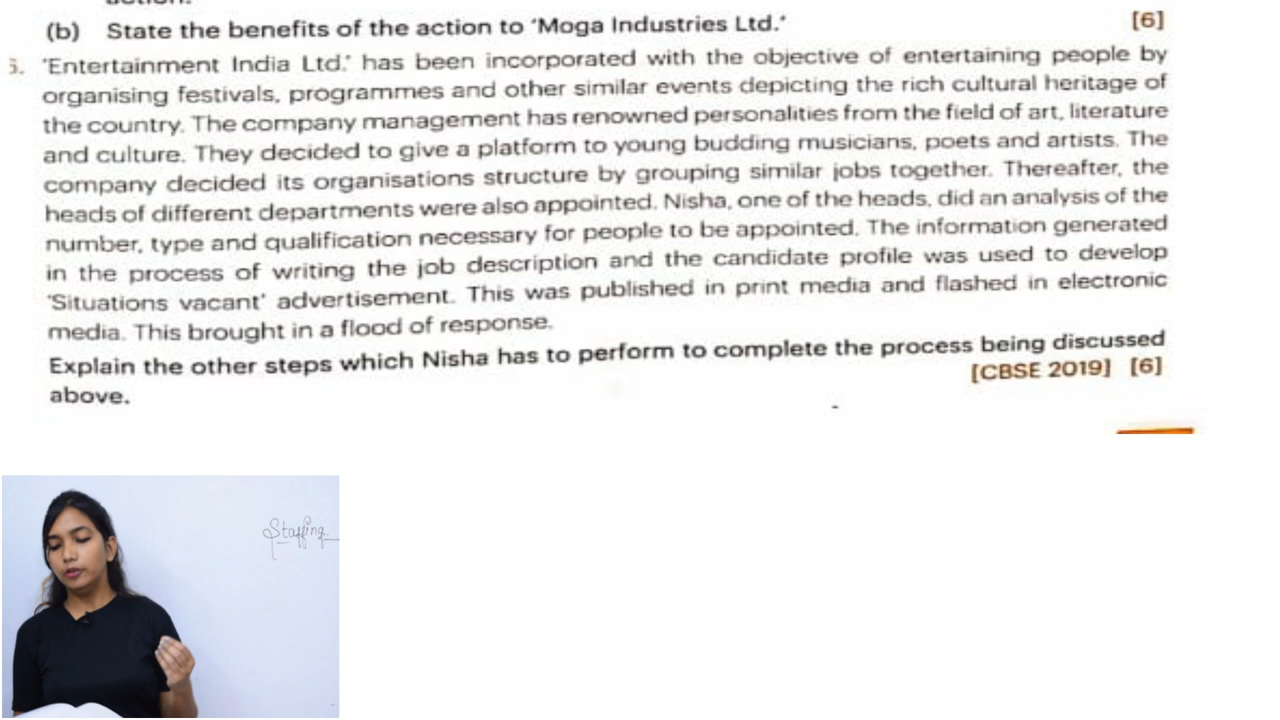 (b) State the benefits of the action to 'Moga Industries Ltd.' [6]
5. 'Entertainment India Ltd.' has been incorporated with the objective of entertaining people by
organising festivals, programmes and other similar events depicting the rich cultural heritage of
the country. The company management has renowned personalities from the field of art, literature
and culture. They decided to give a platform to young budding musicians, poets and artists. The
company decided its organisations structure by grouping similar jobs together. Thereafter, the
heads of different departments were also appointed. Nisha, one of the heads, did an analysis of the
number, type and qualification necessary for people to be appointed. The information generated
in the process of writing the job description and the candidate profile was used to develop
'Situations vacant' advertisement. This was published in print media and flashed in electronic
media. This brought in a flood of response.
Explain the other steps which Nisha has to perform to complete the process being discussed
above. [CBSE 2019] [6]
Staffing